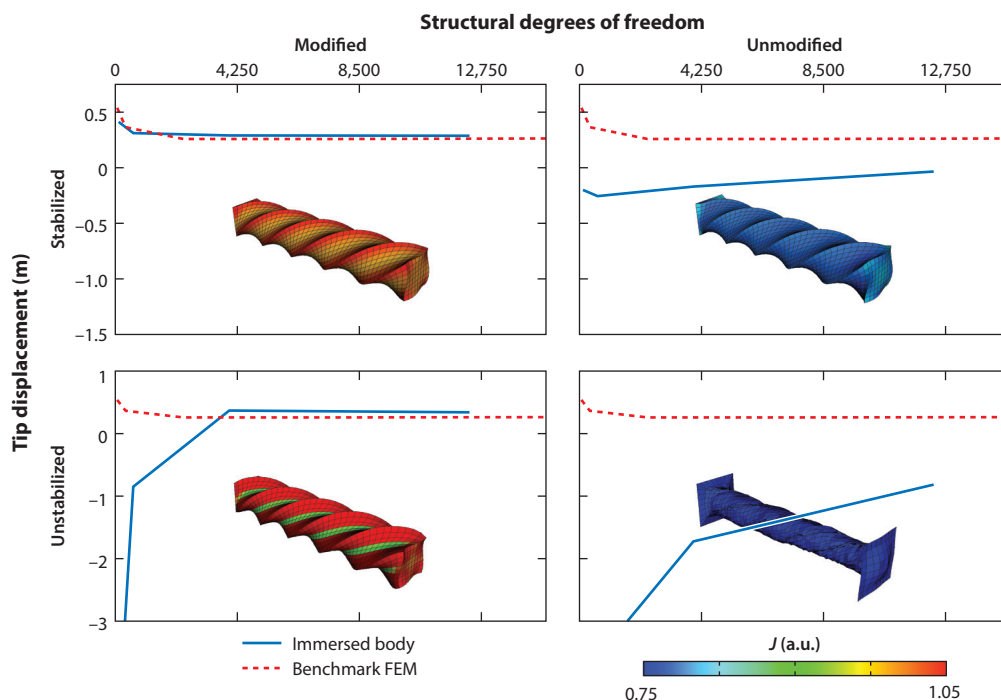 Structural degrees of freedom
Modified
Unmodified
0 4,250 8,500 12,750
0 4,250 8,500 12,750
Tip displacement (m)
Stabilized
0.5
0
–0.5
–1.0
–1.5
Unstabilized
1
0
–1
–2
–3
Immersed body
Benchmark FEM
J (a.u.)
0.75 1.05